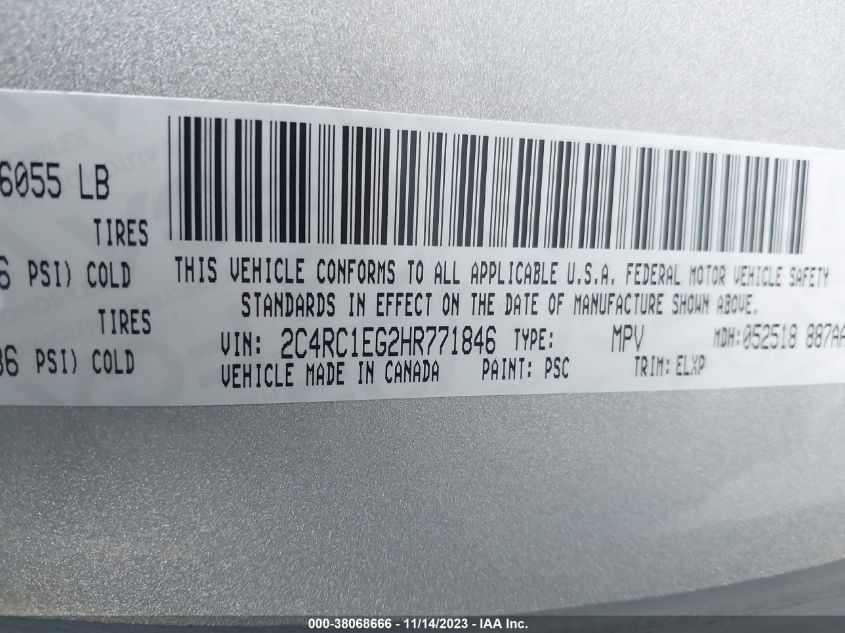 6055 LB
TIRES
6 PSI) COLD
TIRES
36 PSI) COLD
THIS VEHICLE CONFORMS TO ALL APPLICABLE U.S.A. FEDERAL MOTOR VEHICLE SAFETY
STANDARDS IN EFFECT ON THE DATE OF MANUFACTURE SHOWN ABOVE.
VIN: 2C4RC1EG2HR771846 TYPE: MPV MDH:052518 887AA
VEHICLE MADE IN CANADA PAINT: PSC TRIM: ELXP
000-38068666 - 11/14/2023 - IAA Inc.